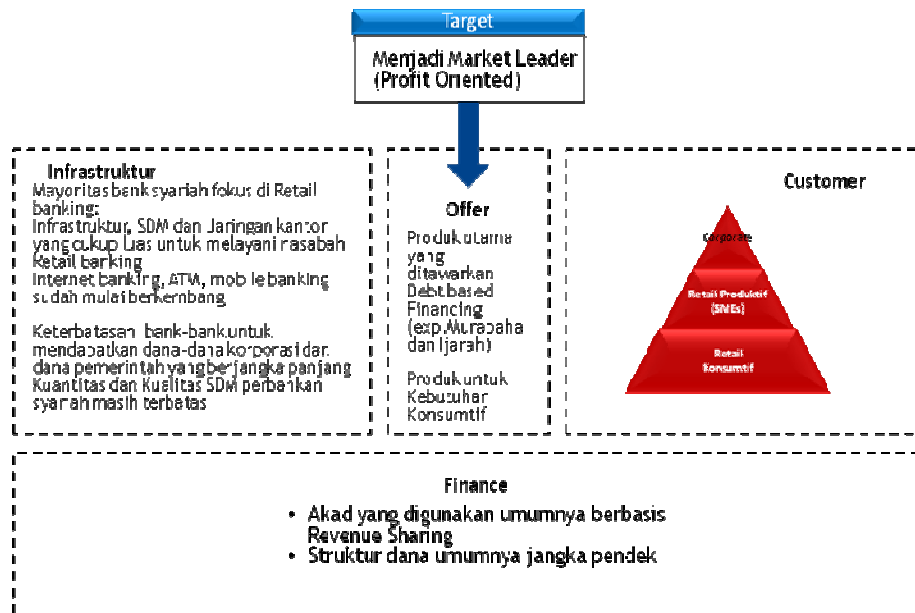 Target
Menjadi Market Leader
(Profit Oriented)
Infrastruktur
Mayoritas bank syariah fokus di Retail
banking:
Infrastruktur, SDM dan Jaringan kantor
yang cukup luas untuk melayani nasabah
Retail banking
Internet banking, ATM, mobile banking
sudah mulai berkembang
Keterbatasan bank-bank untuk
mendapatkan dana-dana korporasi dan
dana pemerintah yang berjangka panjang
Kuantitas dan Kualitas SDM perbankan
syariah masih terbatas
Offer
Produk utama
yang
ditawarkan
Debt based
Financing
(exp.Murabaha
dan Ijarah)
Produk untuk
Kebutuhan
Konsumtif
Customer
Corporate
Retail Produktif
(SMEs)
Retail
Konsumtif
Finance
• Akad yang digunakan umumnya berbasis
Revenue Sharing
• Struktur dana umumnya jangka pendek